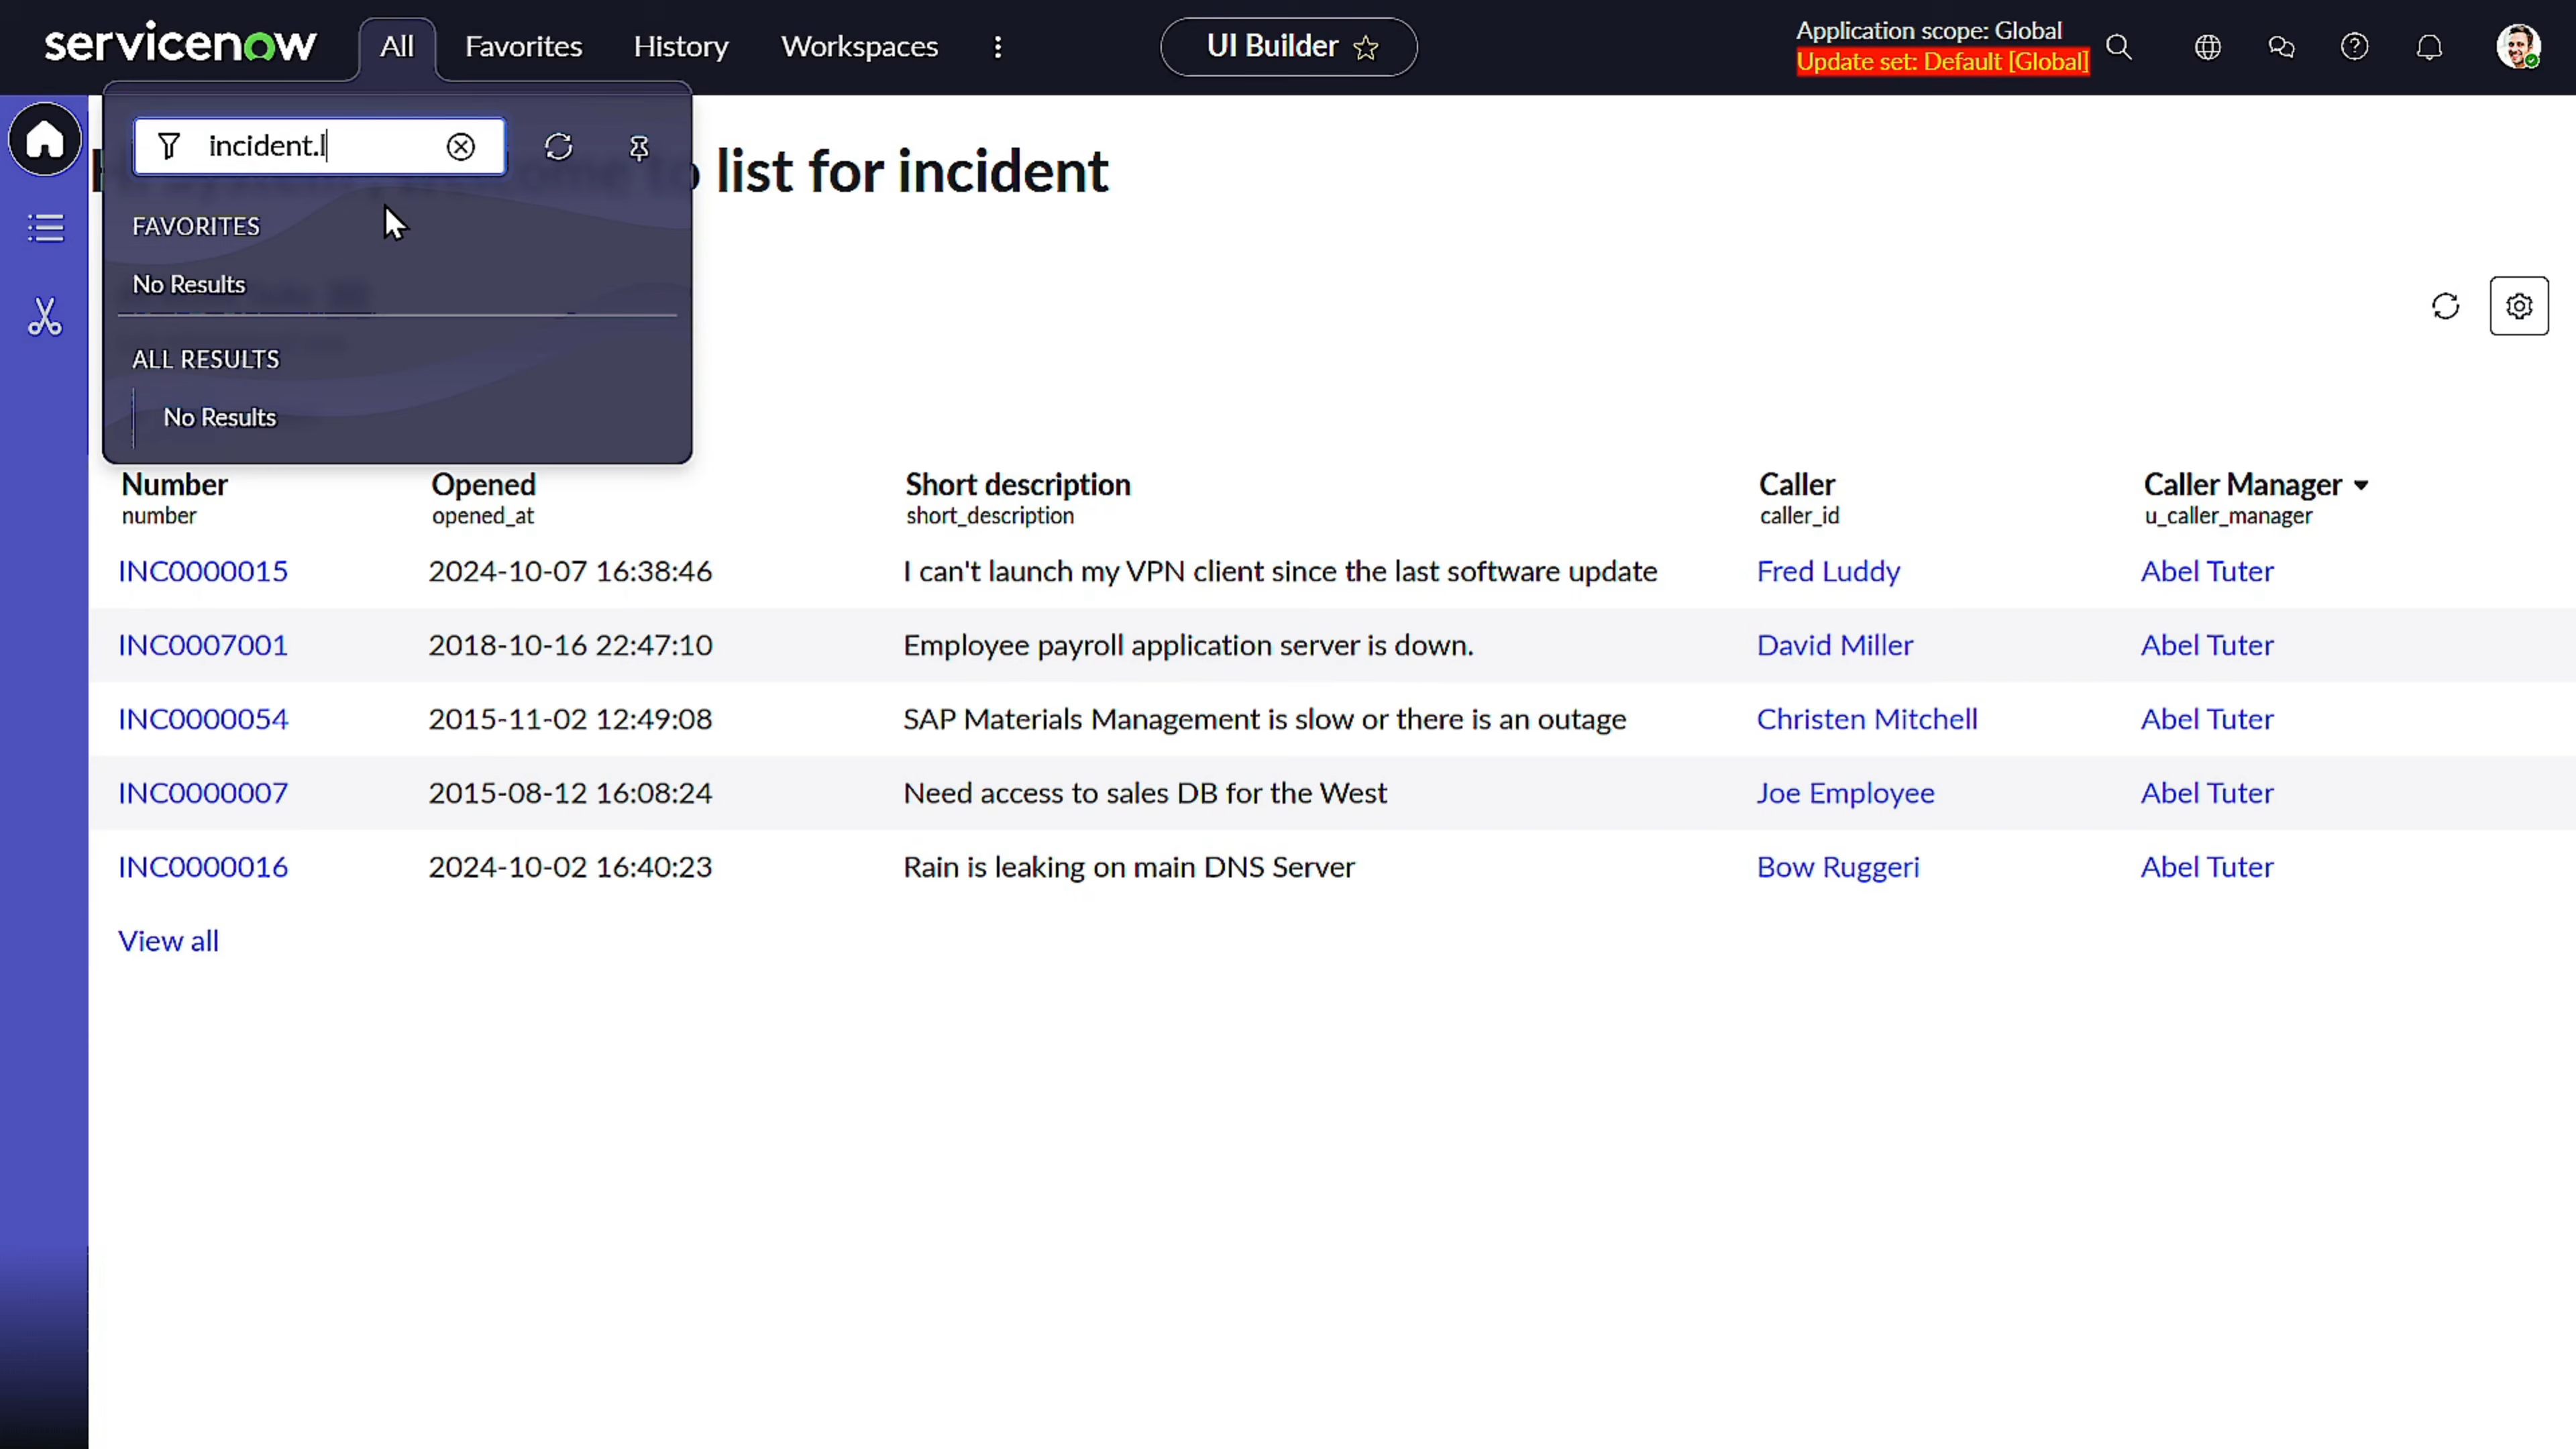 servicenow All Favorites History Workspaces UI Builder Application scope: Global
Update set: Default [Global]
incident.l
list for incident
FAVORITES
No Results
ALL RESULTS
No Results
Number Opened Short description Caller Caller Manager
number opened_at short_description caller_id u_caller_manager
INC0000015 2024-10-07 16:38:46 I can't launch my VPN client since the last software update Fred Luddy Abel Tuter
INC0007001 2018-10-16 22:47:10 Employee payroll application server is down. David Miller Abel Tuter
INC0000054 2015-11-02 12:49:08 SAP Materials Management is slow or there is an outage Christen Mitchell Abel Tuter
INC0000007 2015-08-12 16:08:24 Need access to sales DB for the West Joe Employee Abel Tuter
INC0000016 2024-10-02 16:40:23 Rain is leaking on main DNS Server Bow Ruggeri Abel Tuter
View all